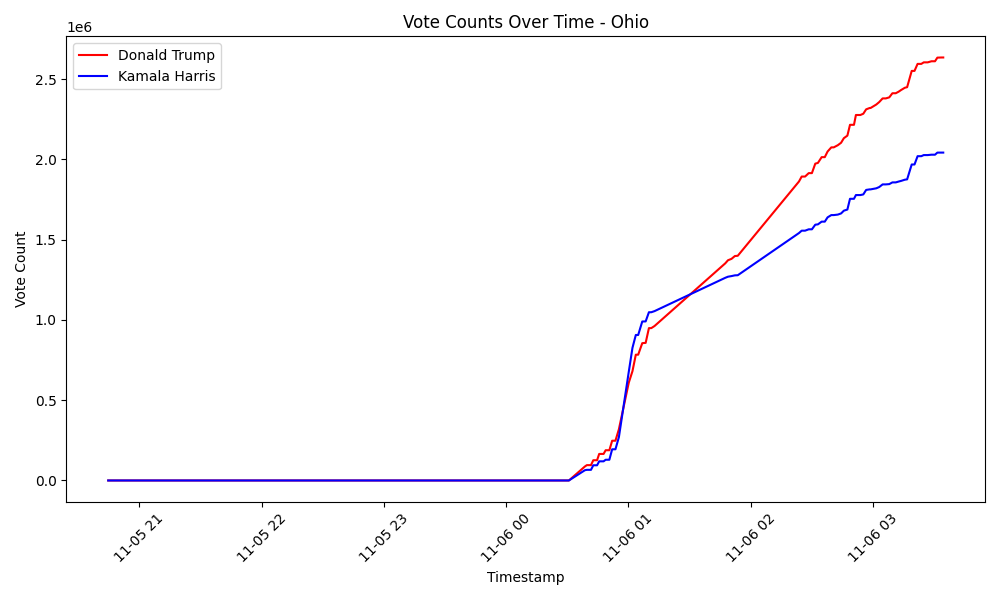 Vote Counts Over Time - Ohio
1e6
Donald Trump
Kamala Harris
2.5
2.0
1.5
1.0
0.5
0.0
Vote Count
11-05 21
11-05 22
11-05 23
11-06 00
11-06 01
11-06 02
11-06 03
Timestamp